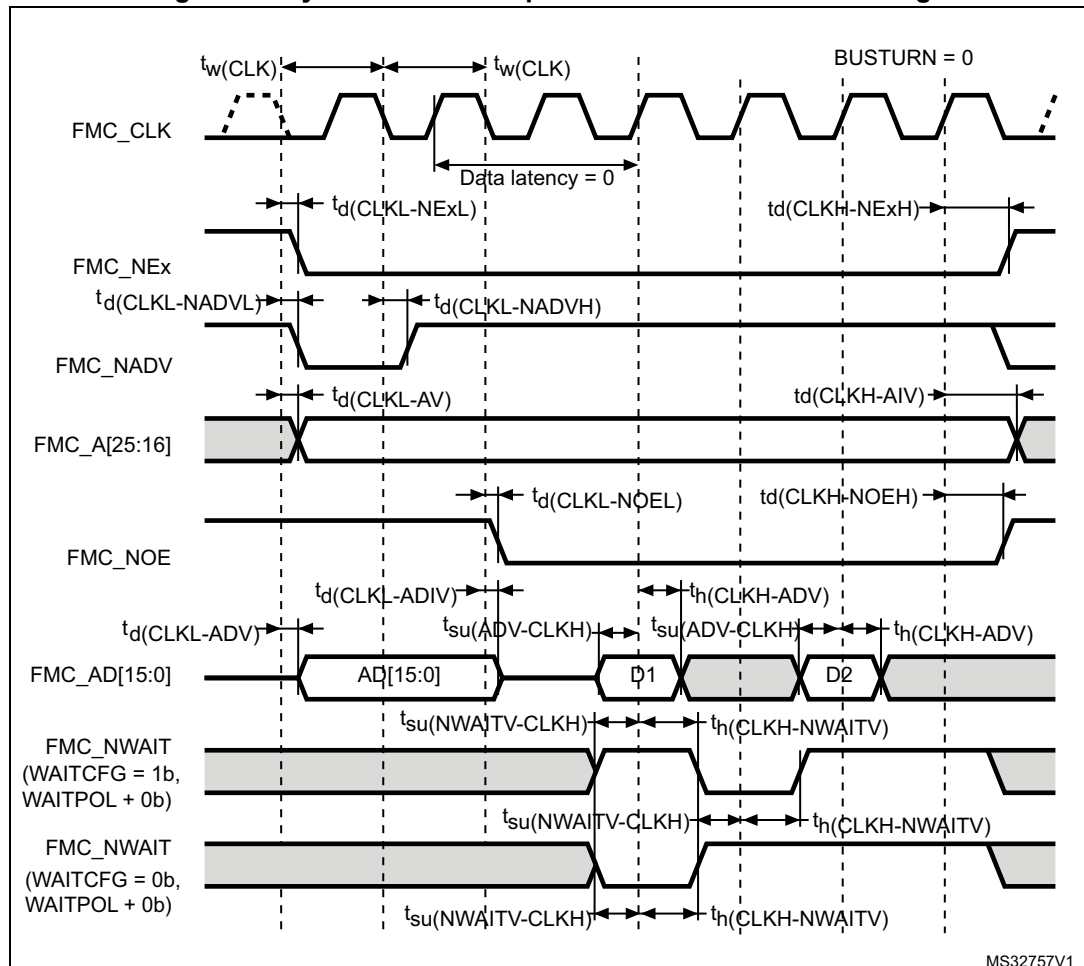 BUSTURN = 0
tw(CLK) tw(CLK)
FMC_CLK
Data latency = 0
td(CLKL-NExL) td(CLKH-NExH)
FMC_NEx
td(CLKL-NADVL) td(CLKL-NADVH)
FMC_NADV
td(CLKL-AV) td(CLKH-AIV)
FMC_A[25:16]
td(CLKL-NOEL) td(CLKH-NOEH)
FMC_NOE
td(CLKL-ADIV) th(CLKH-ADV)
td(CLKL-ADV) tsu(ADV-CLKH) tsu(ADV-CLKH) th(CLKH-ADV)
FMC_AD[15:0] AD[15:0] D1 D2
tsu(NWAITV-CLKH) th(CLKH-NWAITV)
FMC_NWAIT
(WAITCFG = 1b,
WAITPOL + 0b)
tsu(NWAITV-CLKH) th(CLKH-NWAITV)
FMC_NWAIT
(WAITCFG = 0b,
WAITPOL + 0b)
tsu(NWAITV-CLKH) th(CLKH-NWAITV)
MS32757V1